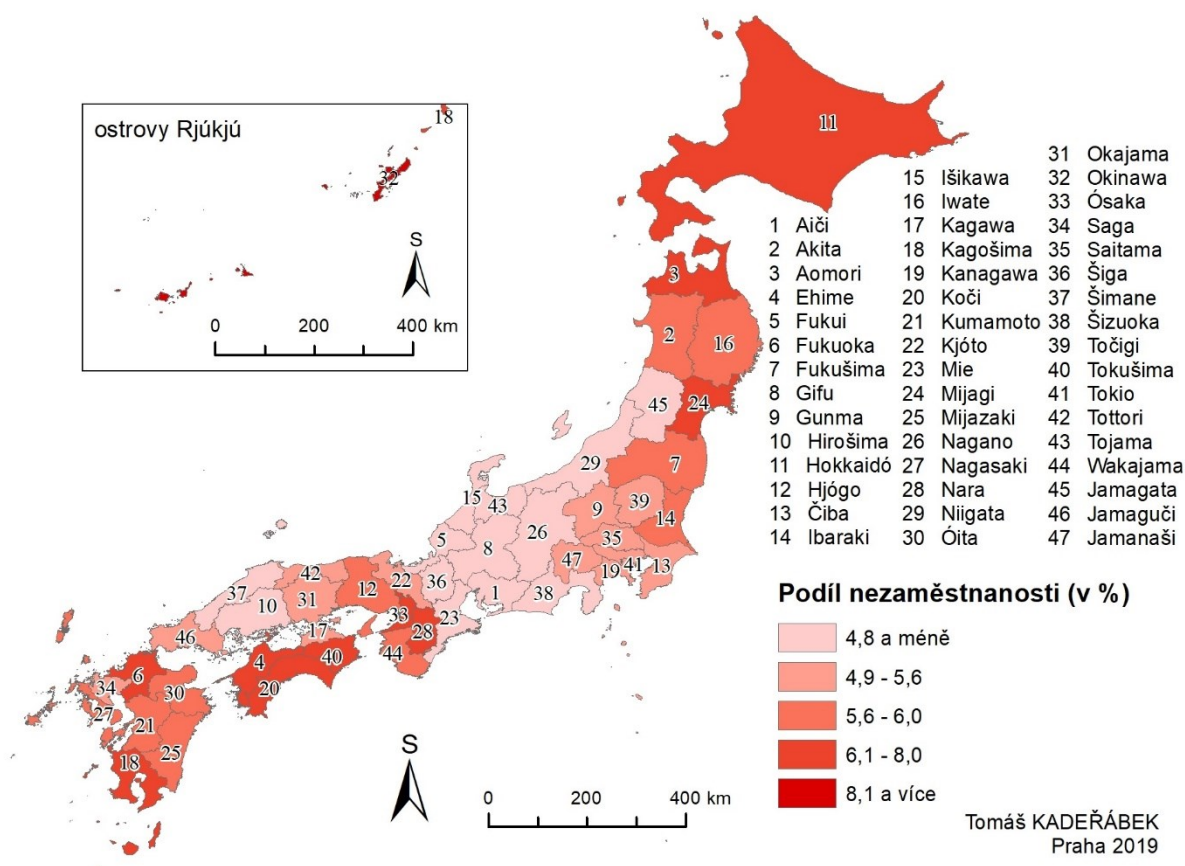 ostrovy Rjúkjú
18
32
S
0 200 400 km
11
3
2
16
45
24
29
7
15
43
39
9
14
26
5
8
35
47
41
13
19
42
22
36
37
12
1
38
31
10
33
23
28
46
17
44
4
40
6
20
34
30
27
21
25
18
S
0 200 400 km
1 Aiči
2 Akita
3 Aomori
4 Ehime
5 Fukui
6 Fukuoka
7 Fukušima
8 Gifu
9 Gunma
10 Hirošima
11 Hokkaidó
12 Hjógo
13 Čiba
14 Ibaraki
15 Išikawa
16 Iwate
17 Kagawa
18 Kagošima
19 Kanagawa
20 Koči
21 Kumamoto
22 Kjóto
23 Mie
24 Mijagi
25 Mijazaki
26 Nagano
27 Nagasaki
28 Nara
29 Niigata
30 Óita
31 Okajama
32 Okinawa
33 Ósaka
34 Saga
35 Saitama
36 Šiga
37 Šimane
38 Šizuoka
39 Točigi
40 Tokušima
41 Tokio
42 Tottori
43 Tojama
44 Wakajama
45 Jamagata
46 Jamaguči
47 Jamanaši
Podíl nezaměstnanosti (v %)
4,8 a méně
4,9 - 5,6
5,6 - 6,0
6,1 - 8,0
8,1 a více
Tomáš KADEŘÁBEK
Praha 2019